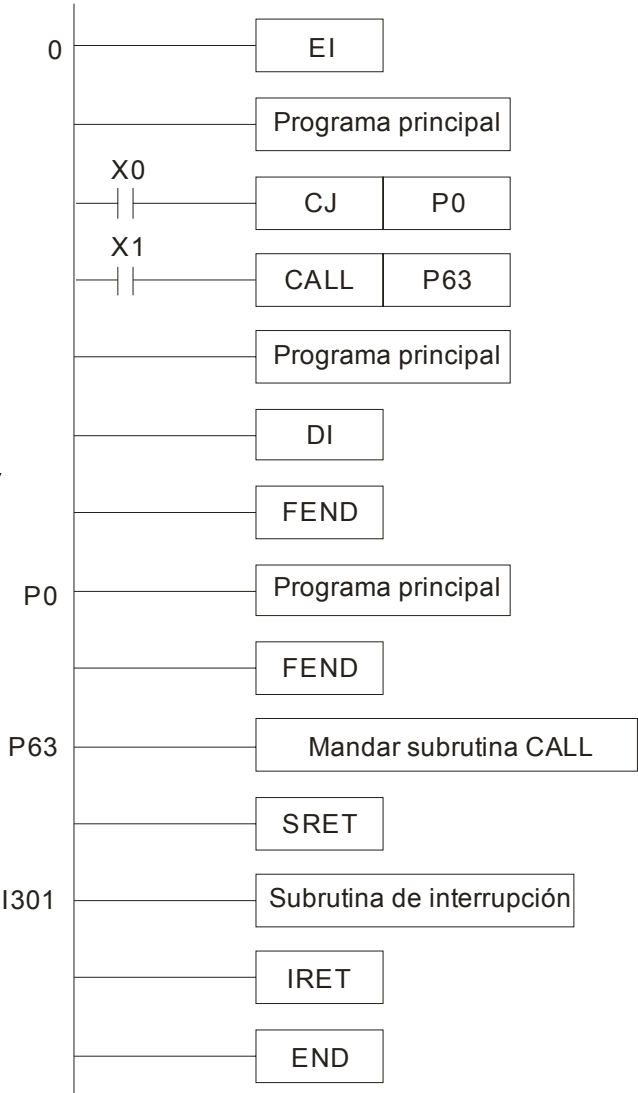 0 EI
Programa principal
X0
CJ P0
X1
CALL P63
Programa principal
DI
FEND
P0 Programa principal
FEND
P63 Mandar subrutina CALL
SRET
I301 Subrutina de interrupción
IRET
END